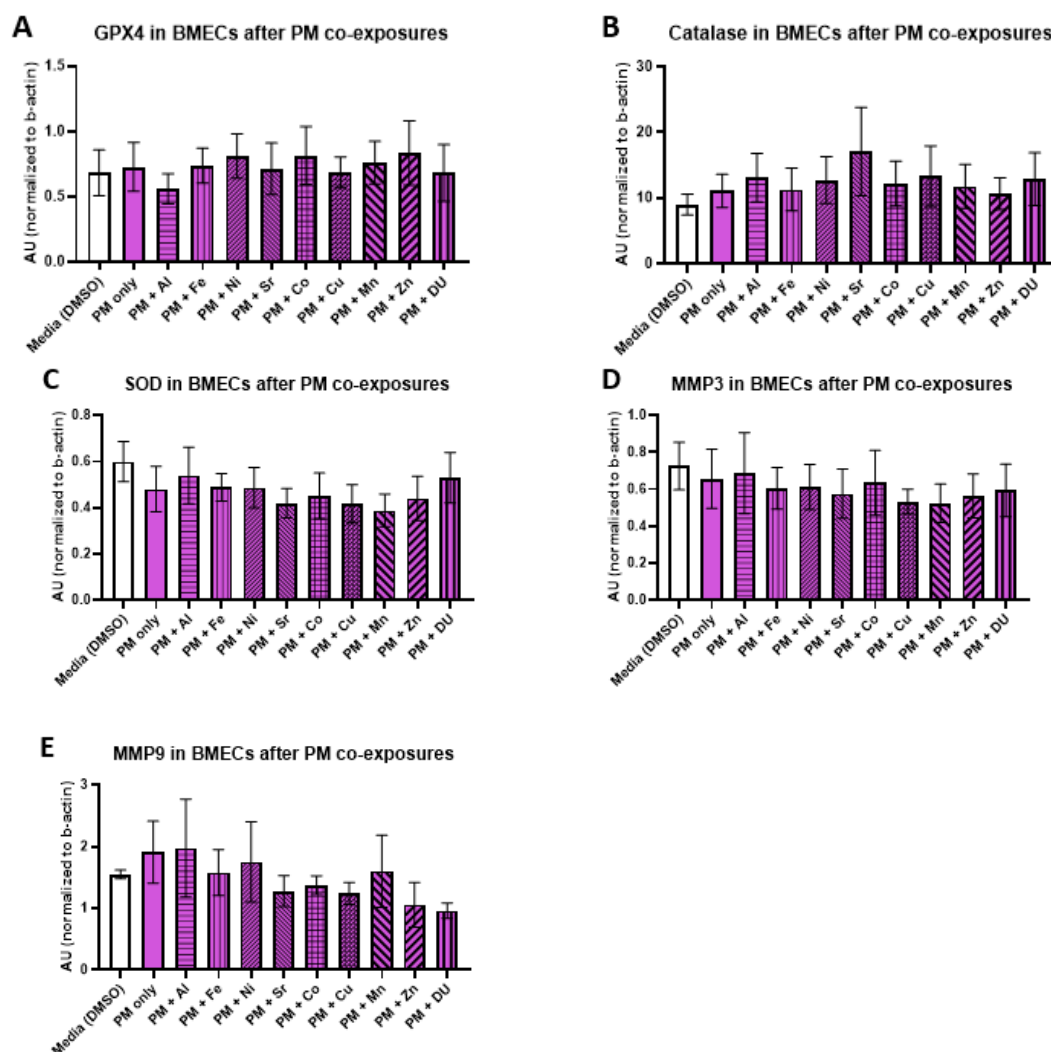 A
GPX4 in BMECs after PM co-exposures
AU (normalized to b-actin)
1.5
1.0
0.5
0.0
Media (DMSO)
PM only
PM + Al
PM + Fe
PM + Ni
PM + Sr
PM + Co
PM + Cu
PM + Mn
PM + Zn
PM + DU
B
Catalase in BMECs after PM co-exposures
AU (normalized to b-actin)
30
20
10
0
Media (DMSO)
PM only
PM + Al
PM + Fe
PM + Ni
PM + Sr
PM + Co
PM + Cu
PM + Mn
PM + Zn
PM + DU
C
SOD in BMECs after PM co-exposures
AU (normalized to b-actin)
0.8
0.6
0.4
0.2
0.0
Media (DMSO)
PM only
PM + Al
PM + Fe
PM + Ni
PM + Sr
PM + Co
PM + Cu
PM + Mn
PM + Zn
PM + DU
D
MMP3 in BMECs after PM co-exposures
AU (normalized to b-actin)
1.0
0.8
0.6
0.4
0.2
0.0
Media (DMSO)
PM only
PM + Al
PM + Fe
PM + Ni
PM + Sr
PM + Co
PM + Cu
PM + Mn
PM + Zn
PM + DU
E
MMP9 in BMECs after PM co-exposures
AU (normalized to b-actin)
3
2
1
0
Media (DMSO)
PM only
PM + Al
PM + Fe
PM + Ni
PM + Sr
PM + Co
PM + Cu
PM + Mn
PM + Zn
PM + DU